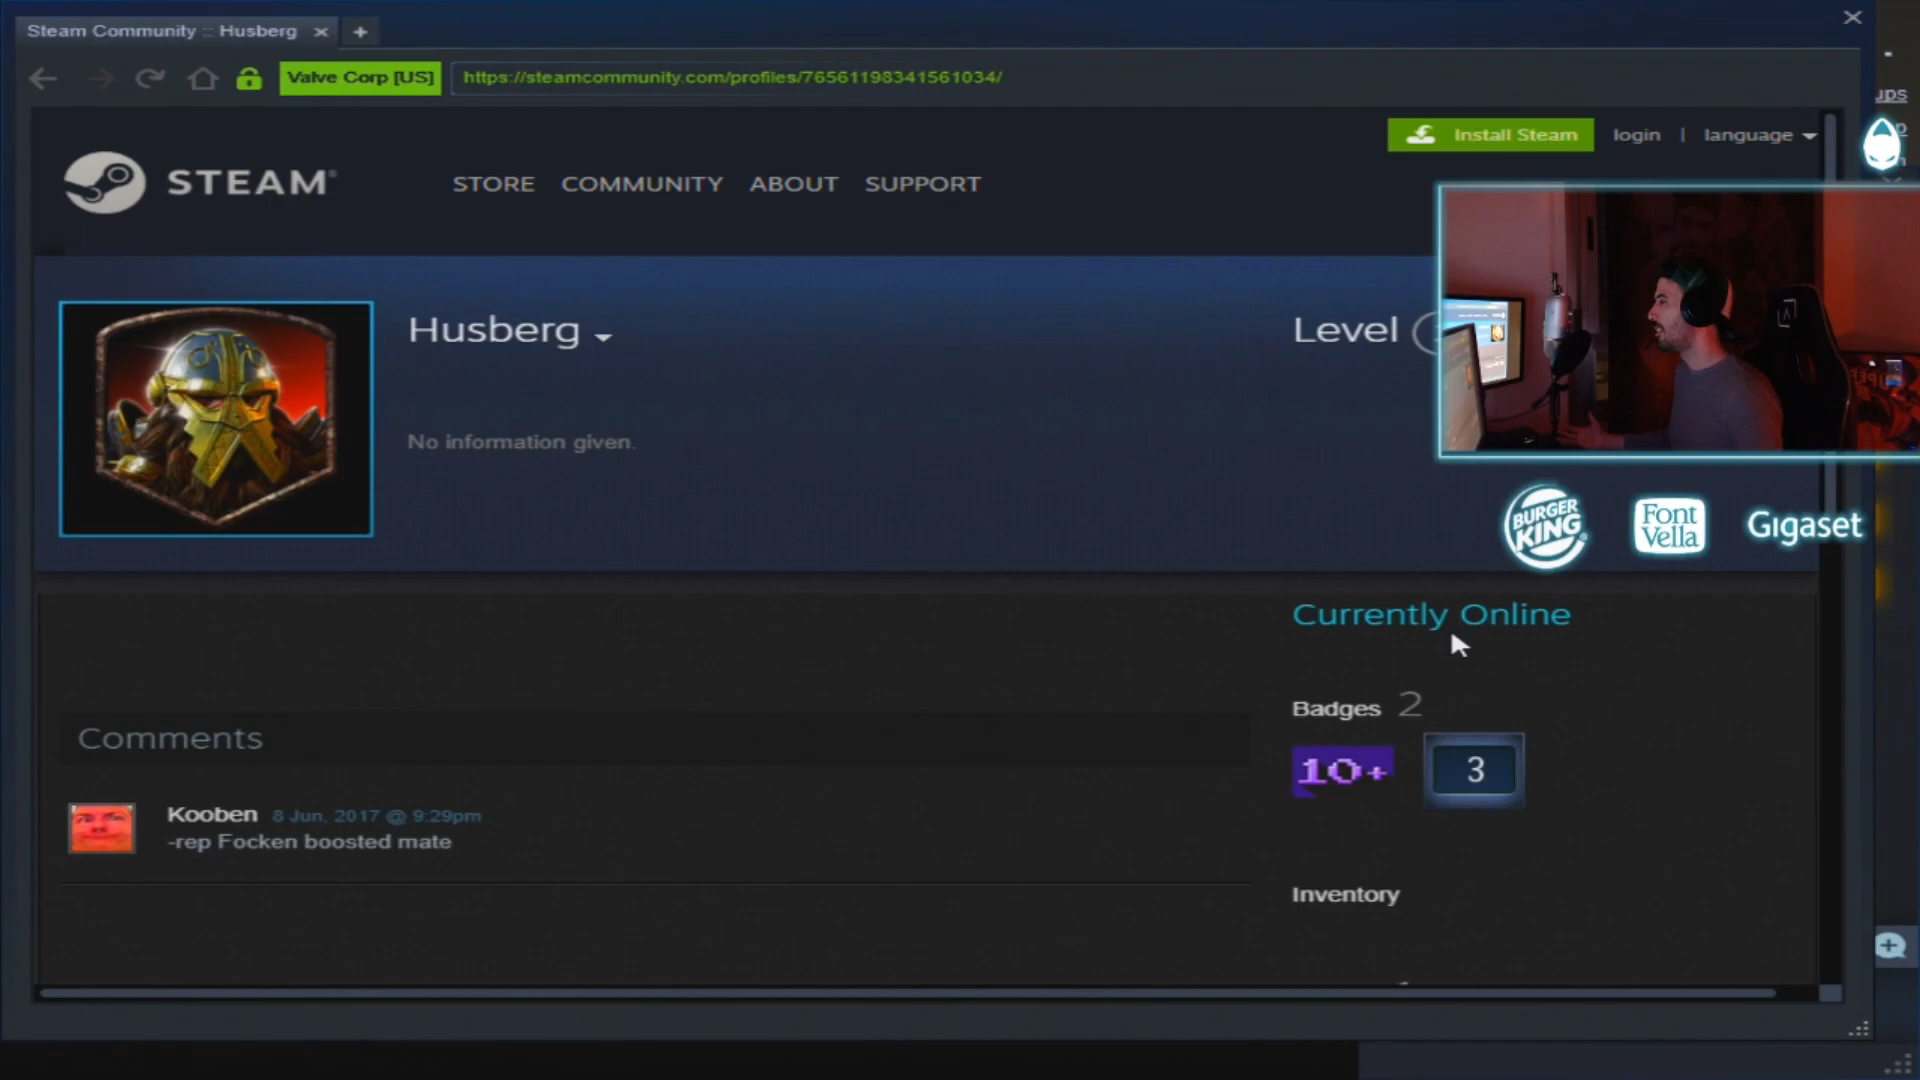 Steam Community :: Husberg
Valve Corp [US]
https://steamcommunity.com/profiles/76561198341561034/
Install Steam
login | language
STEAM®
STORE COMMUNITY ABOUT SUPPORT
Husberg
Level
No information given.
BURGER KING
Font Vella
Gigaset
Currently Online
Badges 2
10+
3
Comments
Kooben 8 Jun, 2017 @ 9:29pm
-rep Focken boosted mate
Inventory